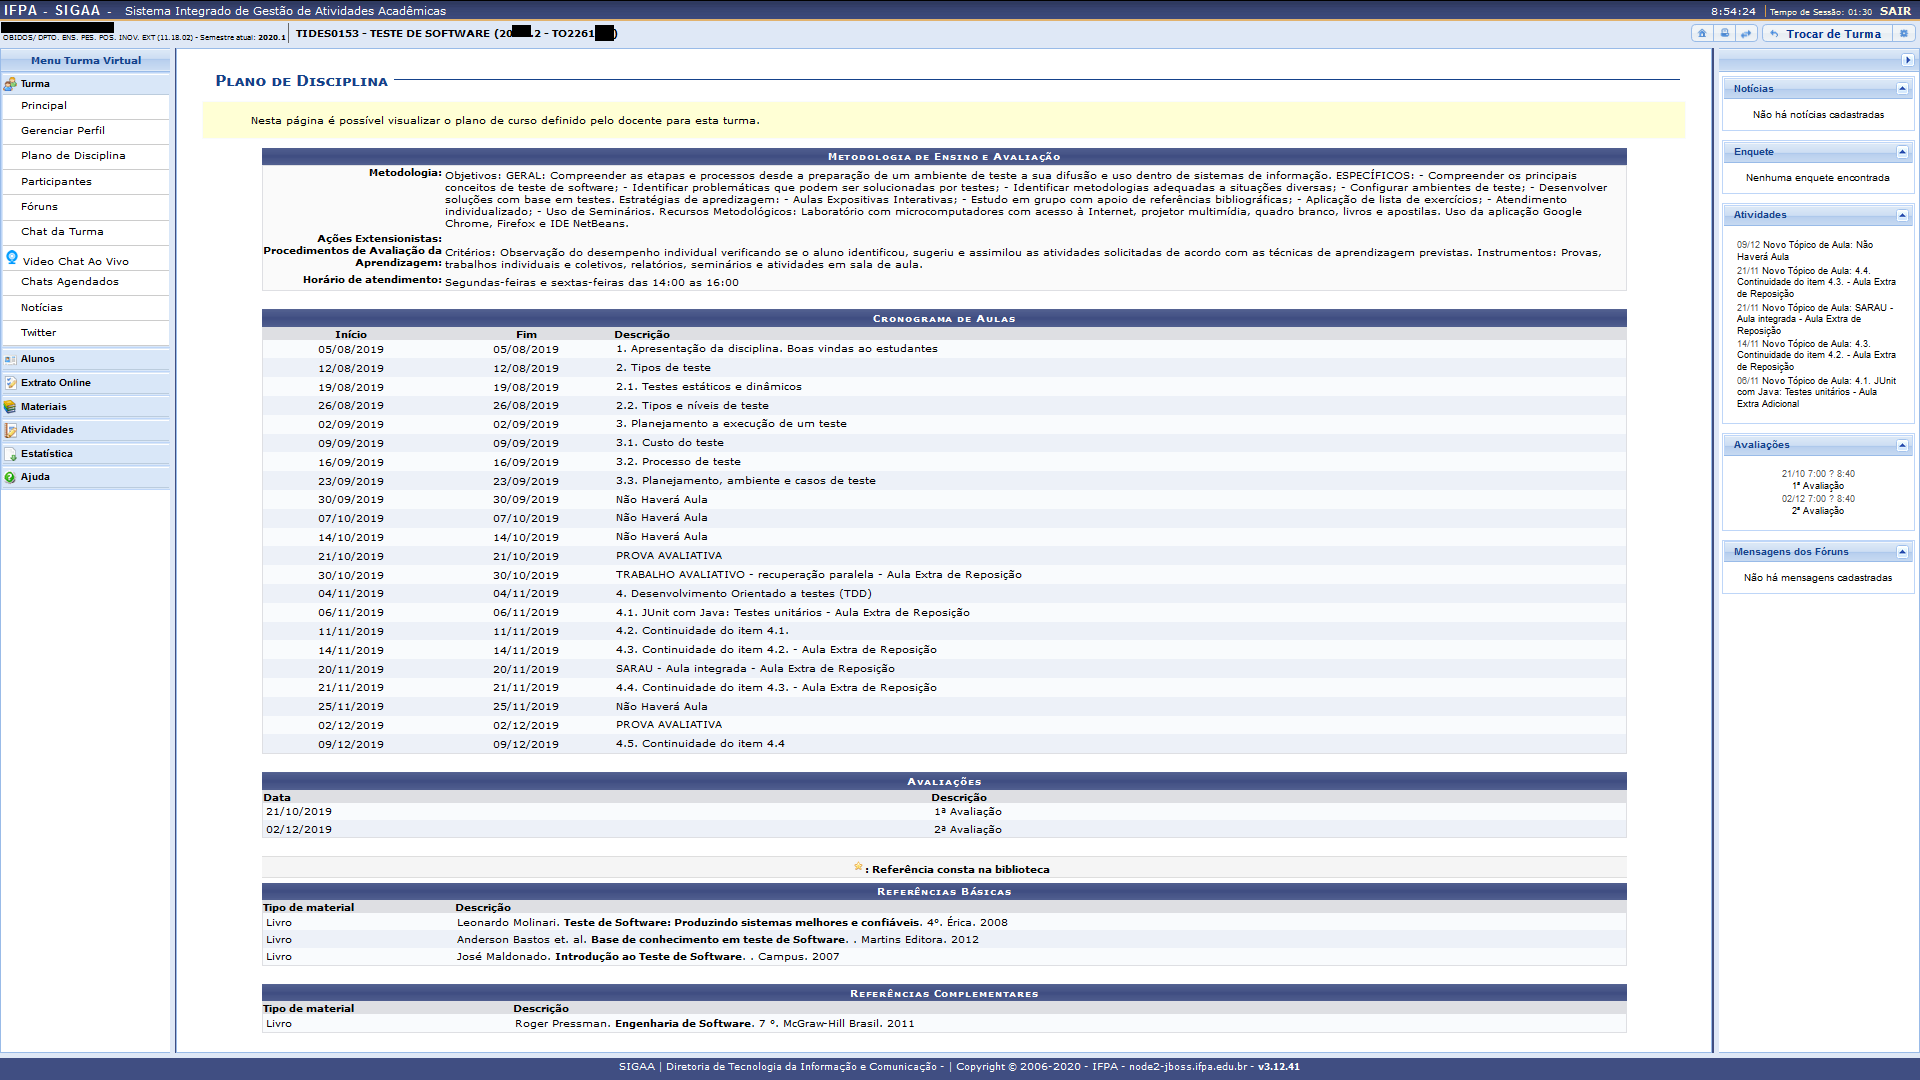 IFPA - SIGAA - Sistema Integrado de Gestão de Atividades Acadêmicas
8:54:24 Tempo de Sessão: 01:30 SAIR
OBIDOS/ DPTO. ENS. PES. POS. INOV. EXT (11.18.02) - Semestre atual: 2020.1
TIDES0153 - TESTE DE SOFTWARE (20 .2 - TO2261 )
Trocar de Turma
Menu Turma Virtual
Turma
Principal
Gerenciar Perfil
Plano de Disciplina
Participantes
Fóruns
Chat da Turma
Video Chat Ao Vivo
Chats Agendados
Notícias
Twitter
Alunos
Extrato Online
Materiais
Atividades
Estatística
Ajuda
Plano de Disciplina
Nesta página é possível visualizar o plano de curso definido pelo docente para esta turma.
Metodologia de Ensino e Avaliação
Metodologia: Objetivos: GERAL: Compreender as etapas e processos desde a preparação de um ambiente de teste a sua difusão e uso dentro de sistemas de informação. ESPECÍFICOS: - Compreender os principais
conceitos de teste de software; - Identificar problemáticas que podem ser solucionadas por testes; - Identificar metodologias adequadas a situações diversas; - Configurar ambientes de teste; - Desenvolver
soluções com base em testes. Estratégias de apredizagem: - Aulas Expositivas Interativas; - Estudo em grupo com apoio de referências bibliográficas; - Aplicação de lista de exercícios; - Atendimento
individualizado; - Uso de Seminários. Recursos Metodológicos: Laboratório com microcomputadores com acesso à Internet, projetor multimídia, quadro branco, livros e apostilas. Uso da aplicação Google
Chrome, Firefox e IDE NetBeans.
Ações Extensionistas:
Procedimentos de Avaliação da Aprendizagem: Critérios: Observação do desempenho individual verificando se o aluno identificou, sugeriu e assimilou as atividades solicitadas de acordo com as técnicas de aprendizagem previstas. Instrumentos: Provas,
trabalhos individuais e coletivos, relatórios, seminários e atividades em sala de aula.
Horário de atendimento: Segundas-feiras e sextas-feiras das 14:00 as 16:00
Cronograma de Aulas
Início Fim Descrição
05/08/2019 05/08/2019 1. Apresentação da disciplina. Boas vindas ao estudantes
12/08/2019 12/08/2019 2. Tipos de teste
19/08/2019 19/08/2019 2.1. Testes estáticos e dinâmicos
26/08/2019 26/08/2019 2.2. Tipos e níveis de teste
02/09/2019 02/09/2019 3. Planejamento a execução de um teste
09/09/2019 09/09/2019 3.1. Custo do teste
16/09/2019 16/09/2019 3.2. Processo de teste
23/09/2019 23/09/2019 3.3. Planejamento, ambiente e casos de teste
30/09/2019 30/09/2019 Não Haverá Aula
07/10/2019 07/10/2019 Não Haverá Aula
14/10/2019 14/10/2019 Não Haverá Aula
21/10/2019 21/10/2019 PROVA AVALIATIVA
30/10/2019 30/10/2019 TRABALHO AVALIATIVO - recuperação paralela - Aula Extra de Reposição
04/11/2019 04/11/2019 4. Desenvolvimento Orientado a testes (TDD)
06/11/2019 06/11/2019 4.1. JUnit com Java: Testes unitários - Aula Extra de Reposição
11/11/2019 11/11/2019 4.2. Continuidade do item 4.1.
14/11/2019 14/11/2019 4.3. Continuidade do item 4.2. - Aula Extra de Reposição
20/11/2019 20/11/2019 SARAU - Aula integrada - Aula Extra de Reposição
21/11/2019 21/11/2019 4.4. Continuidade do item 4.3. - Aula Extra de Reposição
25/11/2019 25/11/2019 Não Haverá Aula
02/12/2019 02/12/2019 PROVA AVALIATIVA
09/12/2019 09/12/2019 4.5. Continuidade do item 4.4
Avaliações
Data Descrição
21/10/2019 1ª Avaliação
02/12/2019 2ª Avaliação
: Referência consta na biblioteca
Referências Básicas
Tipo de material Descrição
Livro Leonardo Molinari. Teste de Software: Produzindo sistemas melhores e confiáveis. 4°. Érica. 2008
Livro Anderson Bastos et. al. Base de conhecimento em teste de Software. . Martins Editora. 2012
Livro José Maldonado. Introdução ao Teste de Software. . Campus. 2007
Referências Complementares
Tipo de material Descrição
Livro Roger Pressman. Engenharia de Software. 7 °. McGraw-Hill Brasil. 2011
Notícias
Não há notícias cadastradas
Enquete
Nenhuma enquete encontrada
Atividades
09/12 Novo Tópico de Aula: Não
Haverá Aula
21/11 Novo Tópico de Aula: 4.4.
Continuidade do item 4.3. - Aula Extra
de Reposição
21/11 Novo Tópico de Aula: SARAU -
Aula integrada - Aula Extra de
Reposição
14/11 Novo Tópico de Aula: 4.3.
Continuidade do item 4.2. - Aula Extra
de Reposição
06/11 Novo Tópico de Aula: 4.1. JUnit
com Java: Testes unitários - Aula
Extra Adicional
Avaliações
21/10 7:00 ? 8:40
1ª Avaliação
02/12 7:00 ? 8:40
2ª Avaliação
Mensagens dos Fóruns
Não há mensagens cadastradas
SIGAA | Diretoria de Tecnologia da Informação e Comunicação - | Copyright © 2006-2020 - IFPA - node2-jboss.ifpa.edu.br - v3.12.41